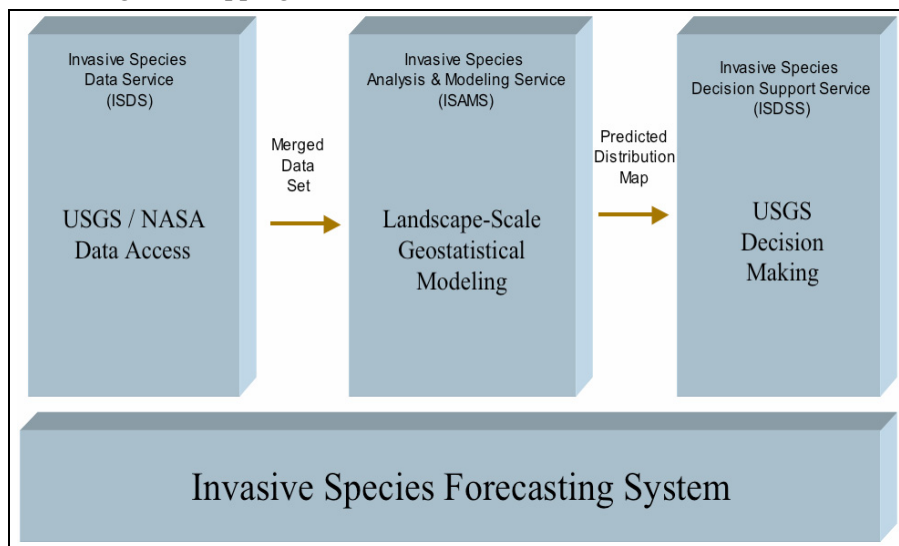 Invasive Species
Data Service
(ISDS)
USGS / NASA
Data Access
Merged
Data
Set
Invasive Species
Analysis & Modeling Service
(ISAMS)
Landscape-Scale
Geostatistical
Modeling
Predicted
Distribution
Map
Invasive Species
Decision Support Service
(ISDSS)
USGS
Decision
Making
Invasive Species Forecasting System